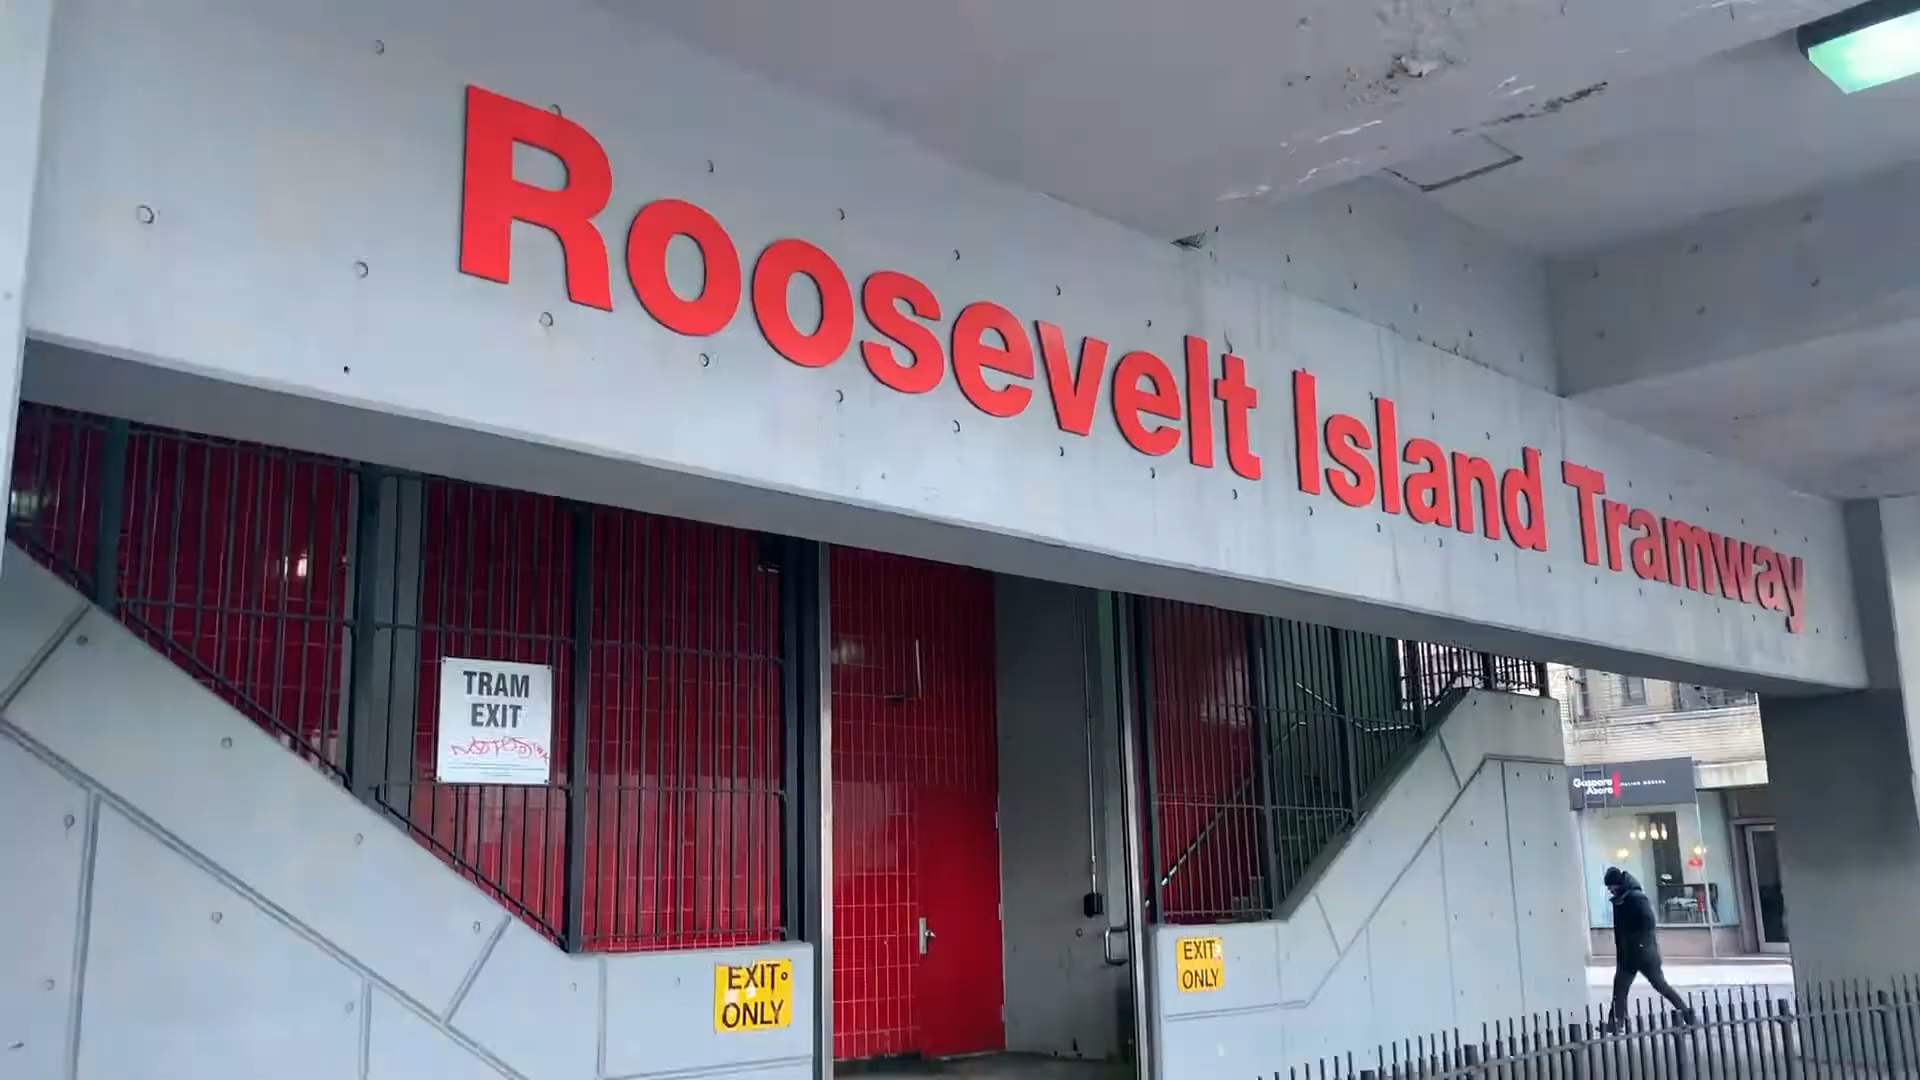 Roosevelt Island Tramway
TRAM
EXIT
EXIT
ONLY
EXIT
ONLY